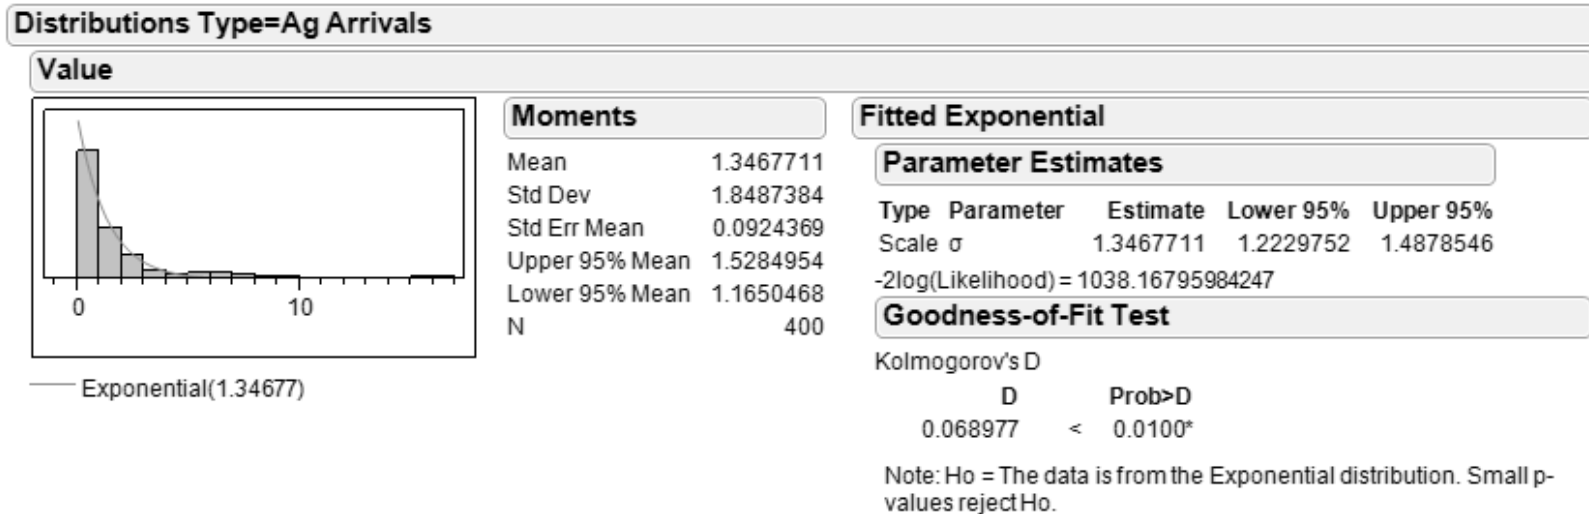 Distributions Type=Ag Arrivals
Value
0 10
Exponential(1.34677)
Moments
Mean 1.3467711
Std Dev 1.8487384
Std Err Mean 0.0924369
Upper 95% Mean 1.5284954
Lower 95% Mean 1.1650468
N 400
Fitted Exponential
Parameter Estimates
Type Parameter Estimate Lower 95% Upper 95%
Scale σ 1.3467711 1.2229752 1.4878546
-2log(Likelihood) = 1038.16795984247
Goodness-of-Fit Test
Kolmogorov's D
D Prob>D
0.068977 < 0.0100*
Note: Ho = The data is from the Exponential distribution. Small p-
values reject Ho.